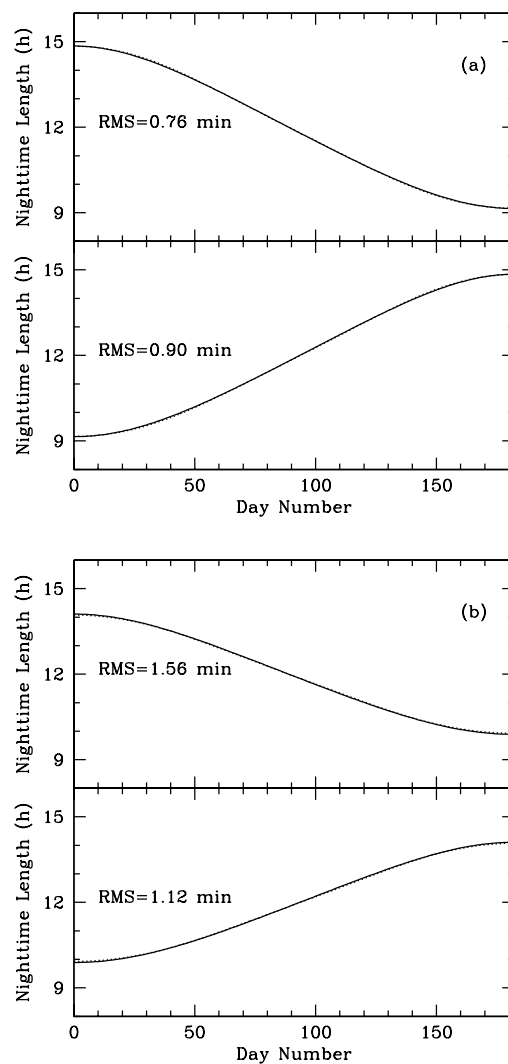 15
12
9
Nighttime Length (h)
(a)
RMS=0.76 min
15
12
9
Nighttime Length (h)
RMS=0.90 min
0 50 100 150
Day Number
15
12
9
Nighttime Length (h)
(b)
RMS=1.56 min
15
12
9
Nighttime Length (h)
RMS=1.12 min
0 50 100 150
Day Number